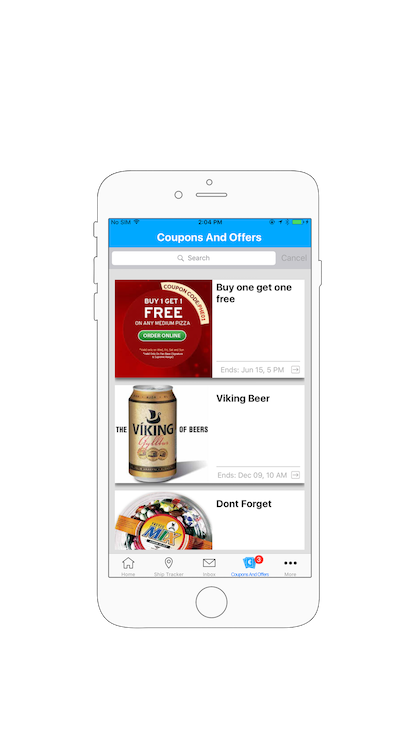 No SIM
2:04 PM
Coupons And Offers
Search
Cancel
COUPON CODE:FHE01
BUY 1 GET 1
FREE
ON ANY MEDIUM PIZZA
ORDER ONLINE
Buy one get one
free
Ends: Jun 15, 5 PM
THE VIKING OF BEERS
Gylltur
Viking Beer
Ends: Dec 09, 10 AM
MIX
Dont Forget
3
€
Home
Ship Tracker
Inbox
Coupons And Offers
More